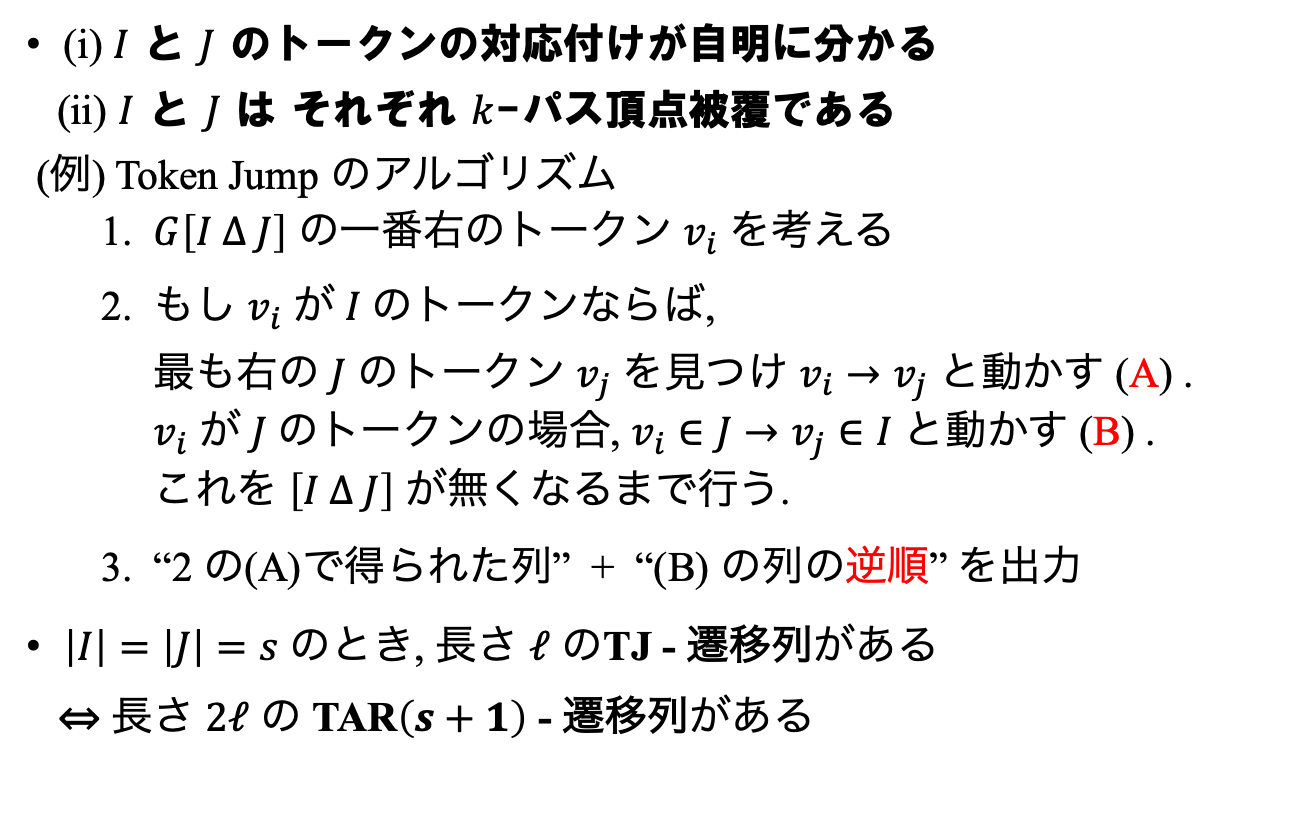 • (i) I と J のトークンの対応付けが自明に分かる
(ii) I と J は それぞれ k-パス頂点被覆である
(例) Token Jump のアルゴリズム
1. G[I Δ J] の一番右のトークン vᵢ を考える
2. もし vᵢ が I のトークンならば,
最も右の J のトークン vⱼ を見つけ vᵢ → vⱼ と動かす (A) .
vᵢ が J のトークンの場合, vᵢ ∈ J → vⱼ ∈ I と動かす (B) .
これを [I Δ J] が無くなるまで行う.
3. “2 の(A)で得られた列” + “(B) の列の逆順” を出力
• |I| = |J| = s のとき, 長さ ℓ のTJ - 遷移列がある
⇔ 長さ 2ℓ の TAR(s + 1) - 遷移列がある